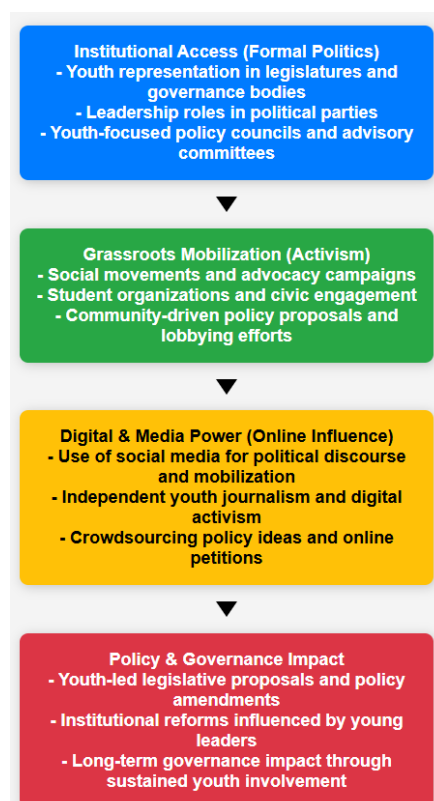 Institutional Access (Formal Politics)
- Youth representation in legislatures and
governance bodies
- Leadership roles in political parties
- Youth-focused policy councils and advisory
committees
Grassroots Mobilization (Activism)
- Social movements and advocacy campaigns
- Student organizations and civic engagement
- Community-driven policy proposals and
lobbying efforts
Digital & Media Power (Online Influence)
- Use of social media for political discourse
and mobilization
- Independent youth journalism and digital
activism
- Crowdsourcing policy ideas and online
petitions
Policy & Governance Impact
- Youth-led legislative proposals and policy
amendments
- Institutional reforms influenced by young
leaders
- Long-term governance impact through
sustained youth involvement